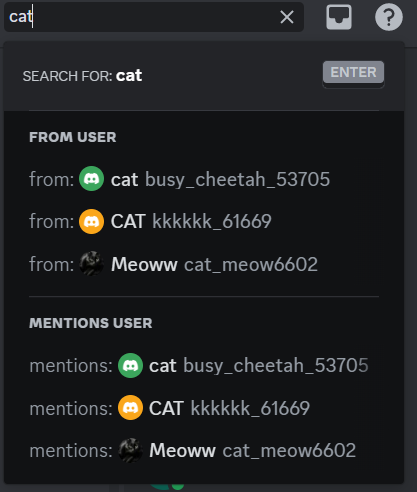 cat
SEARCH FOR: cat ENTER
FROM USER
from: cat busy_cheetah_53705
from: CAT kkkkkk_61669
from: Meoww cat_meow6602
MENTIONS USER
mentions: cat busy_cheetah_53705
mentions: CAT kkkkkk_61669
mentions: Meoww cat_meow6602